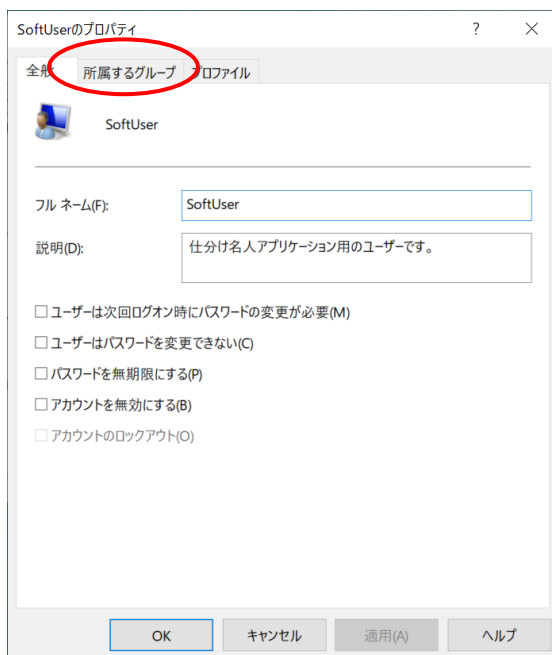 SoftUserのプロパティ
?
全般
所属するグループ
プロファイル
SoftUser
フル ネーム(F):
SoftUser
説明(D):
仕分け名人アプリケーション用のユーザーです。
ユーザーは次回ログオン時にパスワードの変更が必要(M)
ユーザーはパスワードを変更できない(C)
パスワードを無期限にする(P)
アカウントを無効にする(B)
アカウントのロックアウト(O)
OK
キャンセル
適用(A)
ヘルプ